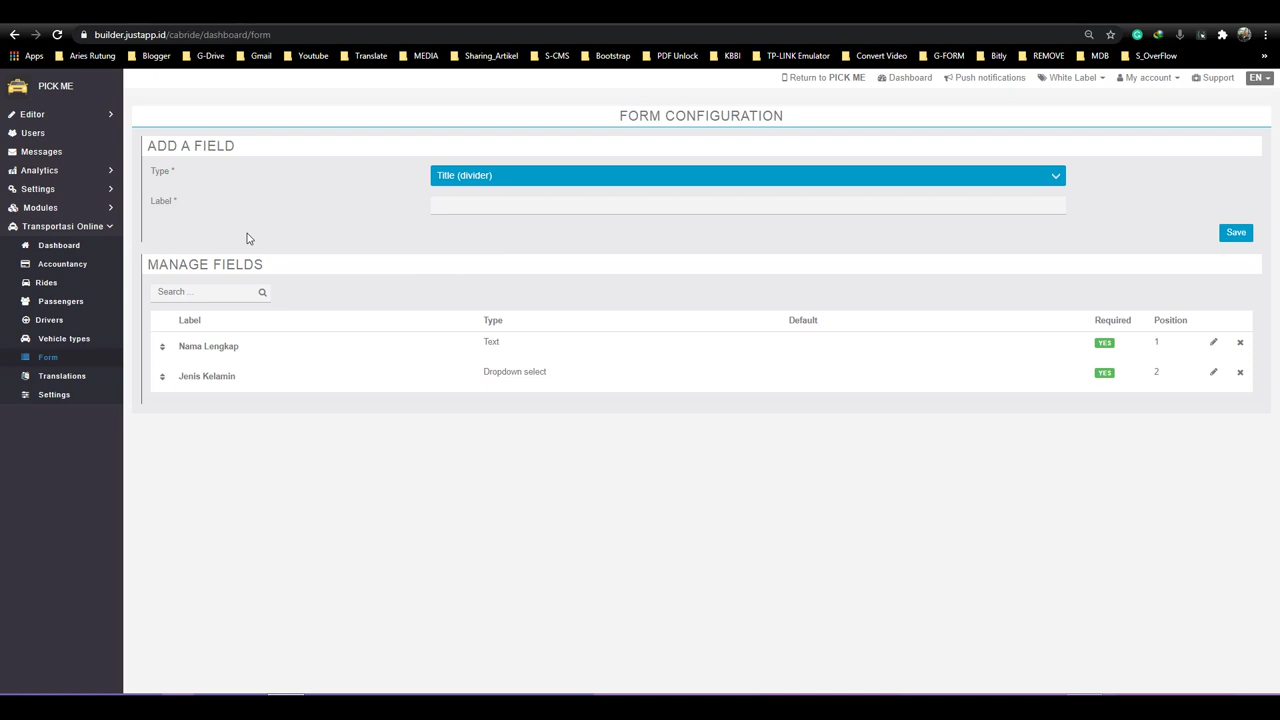 builder.justapp.id/cabride/dashboard/form
Apps Aries Rutung Blogger G-Drive Gmail Youtube Translate MEDIA Sharing_Artikel S-CMS Bootstrap PDF Unlock KBBI TP-LINK Emulator Convert Video G-FORM Bitly REMOVE MDB S_OverFlow »
PICK ME
Return to PICK ME Dashboard Push notifications White Label My account Support EN
Editor
Users
Messages
Analytics
Settings
Modules
Transportasi Online
Dashboard
Accountancy
Rides
Passengers
Drivers
Vehicle types
Form
Translations
Settings
FORM CONFIGURATION
ADD A FIELD
Type * Title (divider)
Label *
Save
MANAGE FIELDS
Search ...
Label Type Default Required Position
Nama Lengkap Text YES 1
Jenis Kelamin Dropdown select YES 2